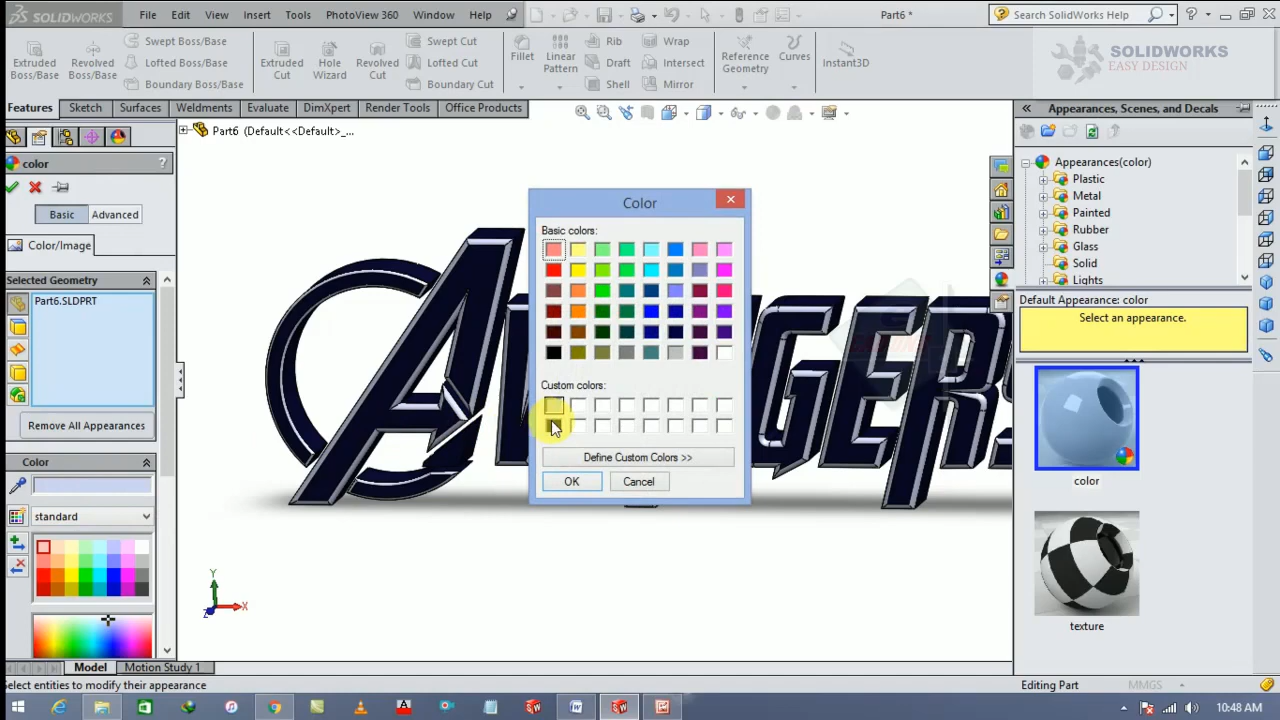 SOLIDWORKS File Edit View Insert Tools PhotoView 360 Window Help Part6 * Search SolidWorks Help
Extruded Boss/Base
Revolved Boss/Base
Swept Boss/Base
Lofted Boss/Base
Boundary Boss/Base
Extruded Cut
Hole Wizard
Revolved Cut
Swept Cut
Lofted Cut
Boundary Cut
Fillet
Linear Pattern
Rib
Draft
Shell
Wrap
Intersect
Mirror
Reference Geometry
Curves
Instant3D
SOLIDWORKS
EASY DESIGN
Features Sketch Surfaces Weldments Evaluate DimXpert Render Tools Office Products
Part6 (Default<<Default>_...
color ?
Basic Advanced
Color/Image
Selected Geometry
Part6.SLDPRT
Remove All Appearances
Color
standard
AVENGERS
Color
Basic colors:
Custom colors:
Define Custom Colors >>
OK Cancel
Y
X
Z
Appearances, Scenes, and Decals
Appearances(color)
Plastic
Metal
Painted
Rubber
Glass
Solid
Lights
Default Appearance: color
Select an appearance.
color
texture
Model Motion Study 1
Select entities to modify their appearance Editing Part MMGS
10:48 AM